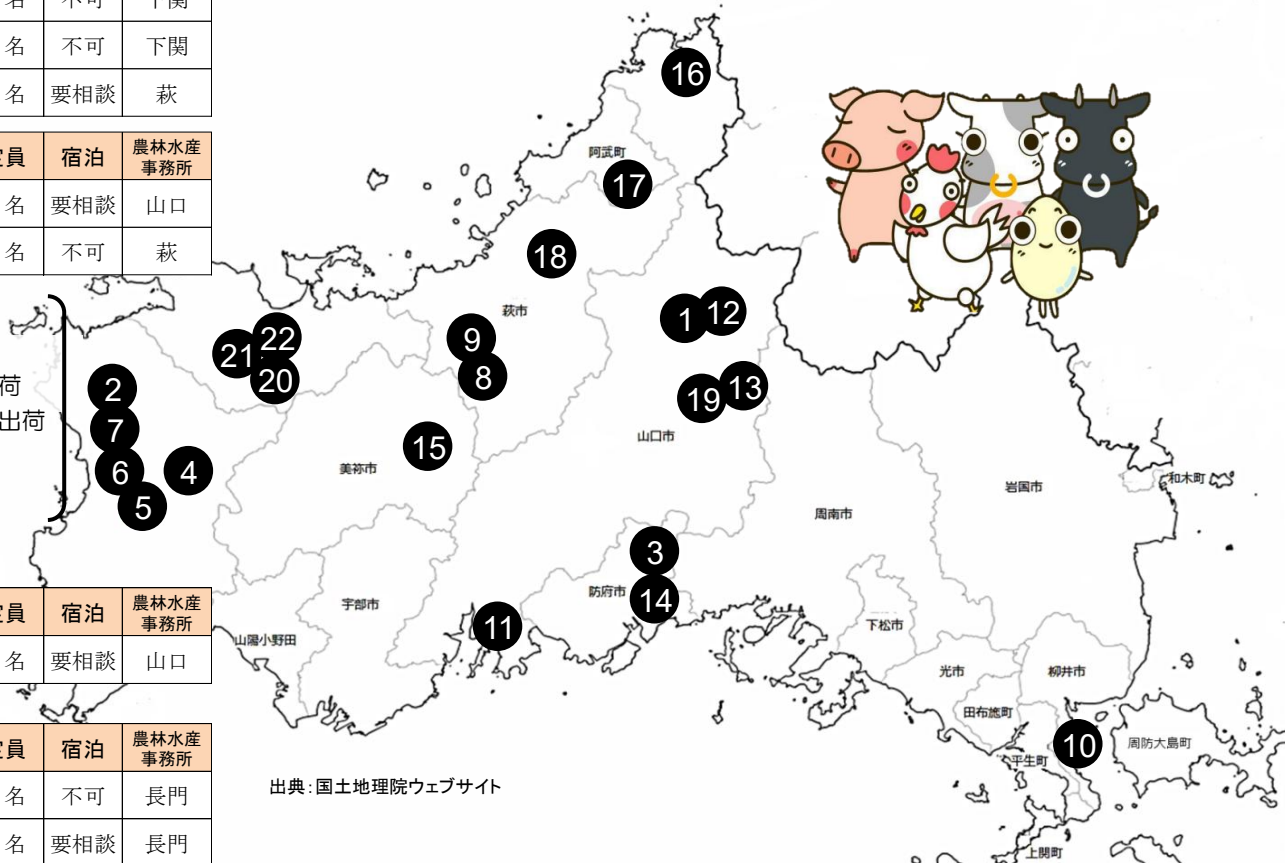 名 不可 下関
名 不可 下関
名 要相談 萩
定員 宿泊 農林水産
事務所
名 要相談 山口
名 不可 萩
荷
出荷
定員 宿泊 農林水産
事務所
名 要相談 山口
定員 宿泊 農林水産
事務所
名 不可 長門
名 要相談 長門
16
阿武町
17
18
萩市
1
12
9
22
21
20
8
2
13
19
7
山口市
15
美祢市
6
4
5
岩国市
和木町
周南市
3
防府市
14
宇部市
11
山陽小野田
下松市
光市
柳井市
田布施町
10
周防大島町
平生町
上関町
出典：国土地理院ウェブサイト